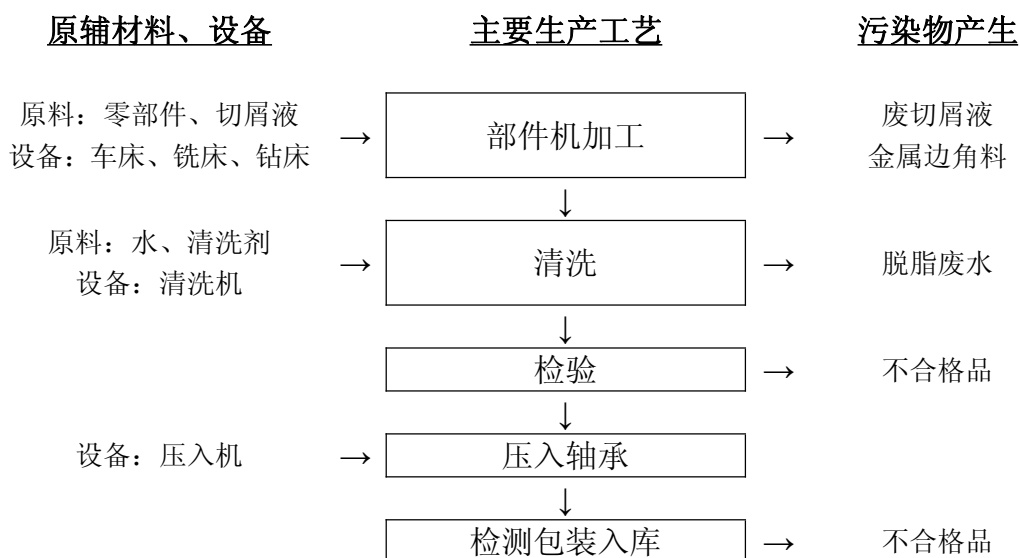 原辅材料、设备 主要生产工艺 污染物产生
原料：零部件、切屑液
设备：车床、铣床、钻床
→
部件机加工
→
废切屑液
金属边角料
↓
原料：水、清洗剂
设备：清洗机
→
清洗
→
脱脂废水
↓
检验
→
不合格品
↓
设备：压入机
→
压入轴承
↓
检测包装入库
→
不合格品